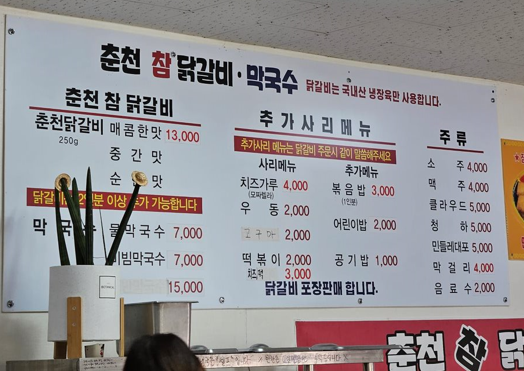 춘천 참 닭갈비·막국수 닭갈비는 국내산 냉장육만 사용합니다.
춘천 참 닭갈비
춘천닭갈비 매콤한맛 13,000
250g
중 간 맛
순 한 맛
이상 추가 가능합니다
막 국수 물막국수 7,000
비빔막국수 7,000
15,000
추 가 사 리 메 뉴
추가사리 메뉴는 닭갈비 주문시 같이 말씀해주세요
사리메뉴
치즈가루 4,000
(모짜렐라)
우 동 2,000
고구마 2,000
떡 볶 이 2,000
치즈떡 3,000
추가메뉴
볶음밥 3,000
(1인분)
어린이밥 2,000
공 기 밥 1,000
닭갈비 포장판매 합니다.
주 류
소 주 4,000
맥 주 4,000
클라우드 5,000
청 하 5,000
민들레대포 5,000
막 걸 리 4,000
음 료 수 2,000
춘천 참 닭